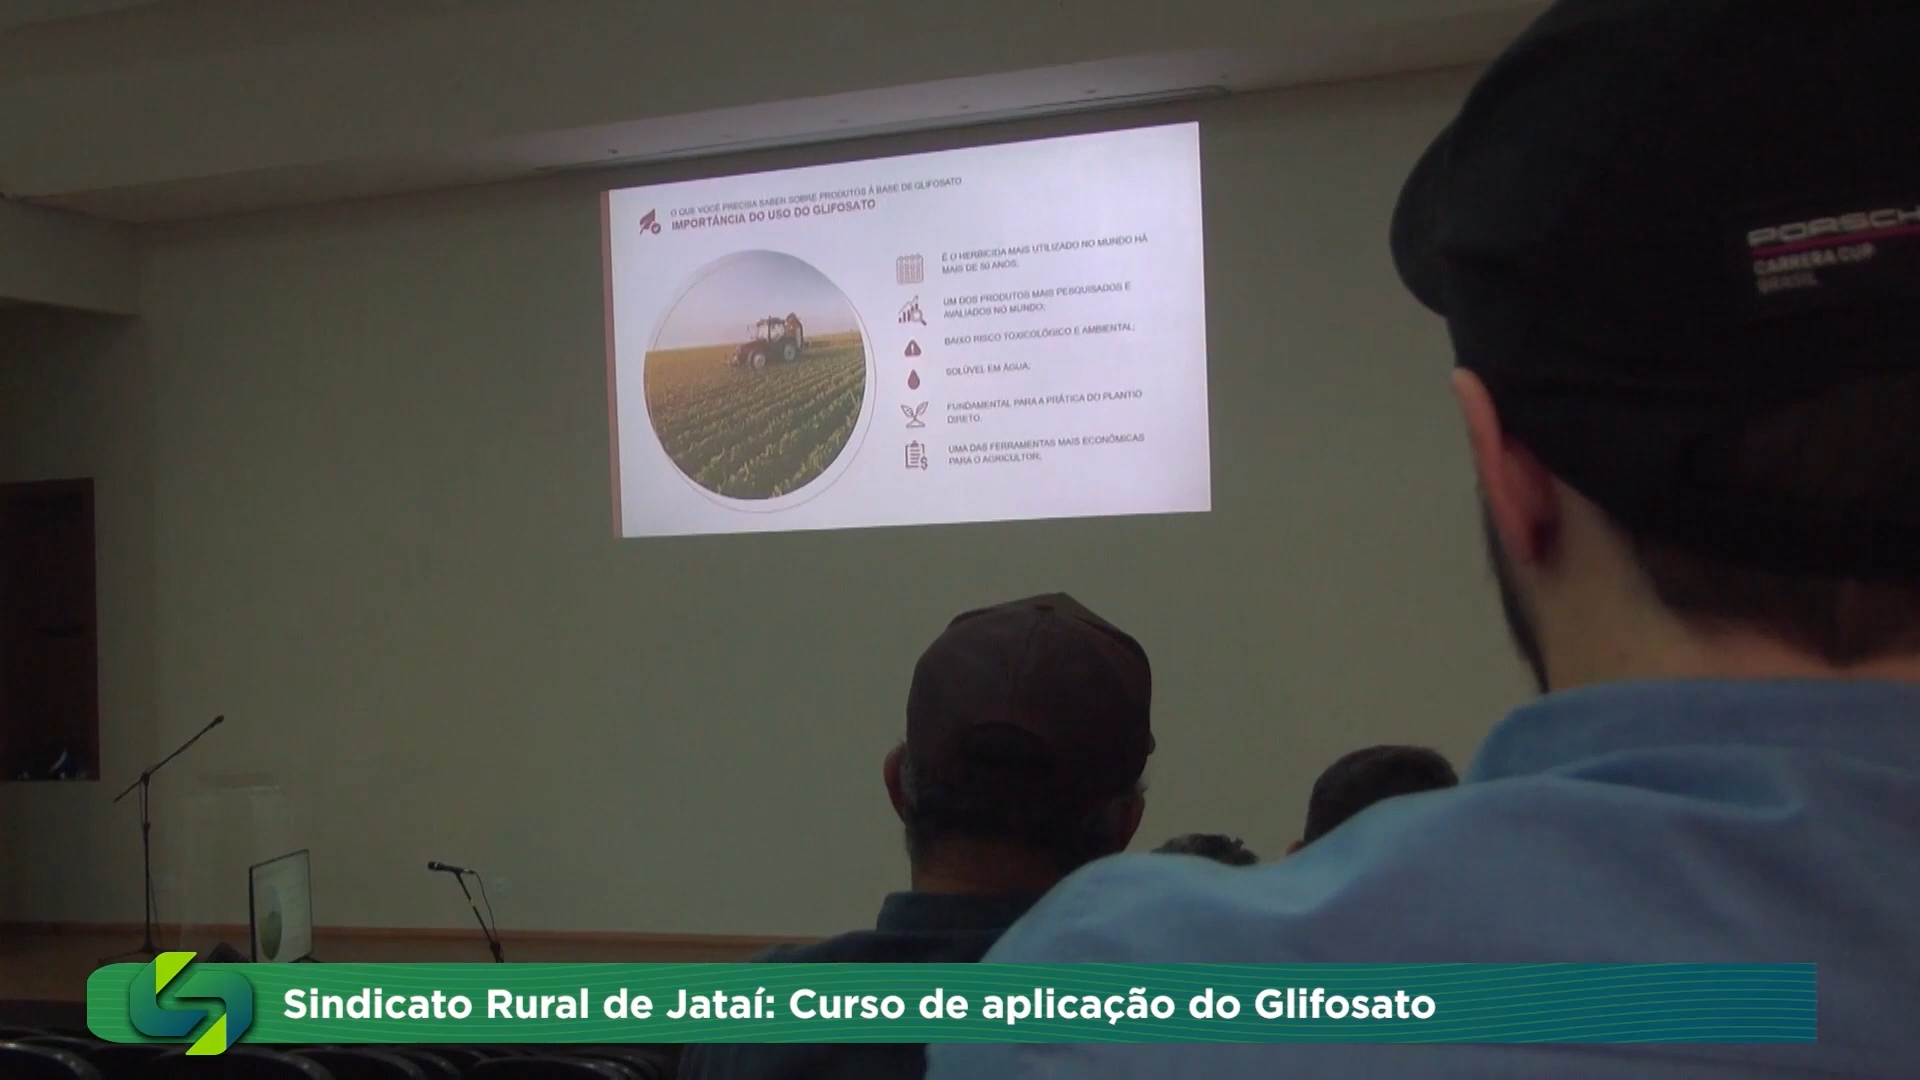 O QUE VOCÊ PRECISA SABER SOBRE PRODUTOS À BASE DE GLIFOSATO
IMPORTÂNCIA DO USO DO GLIFOSATO
É O HERBICIDA MAIS UTILIZADO NO MUNDO HÁ
MAIS DE 50 ANOS;
UM DOS PRODUTOS MAIS PESQUISADOS E
AVALIADOS NO MUNDO;
BAIXO RISCO TOXICOLÓGICO E AMBIENTAL;
SOLÚVEL EM ÁGUA;
FUNDAMENTAL PARA A PRÁTICA DO PLANTIO
DIRETO.
UMA DAS FERRAMENTAS MAIS ECONÔMICAS
PARA O AGRICULTOR;
PORSCH
CARRERA CUP
BRASIL
Sindicato Rural de Jataí: Curso de aplicação do Glifosato